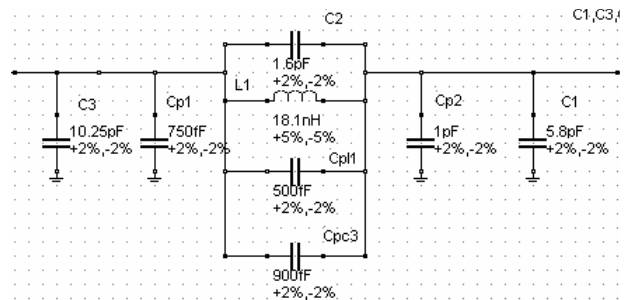 C2
C1,C3,
1.6pF
+2%,-2%
L1
C3
Cp1
Cp2
C1
10.25pF
+2%,-2%
750fF
+2%,-2%
18.1nH
+5%,-5%
1pF
+2%,-2%
5.8pF
+2%,-2%
Cpl1
500fF
+2%,-2%
Cpc3
900fF
+2%,-2%